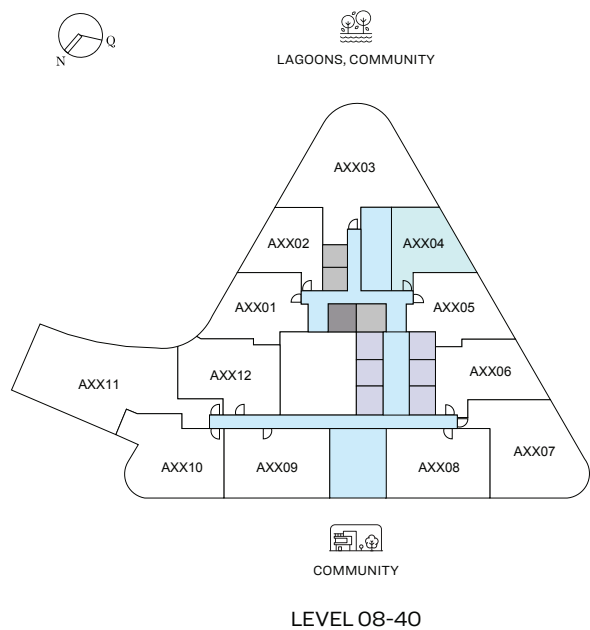 N
Q
LAGOONS, COMMUNITY
AXX03
AXX02
AXX04
AXX01
AXX05
AXX11
AXX12
AXX06
AXX07
AXX10
AXX09
AXX08
COMMUNITY
LEVEL 08-40